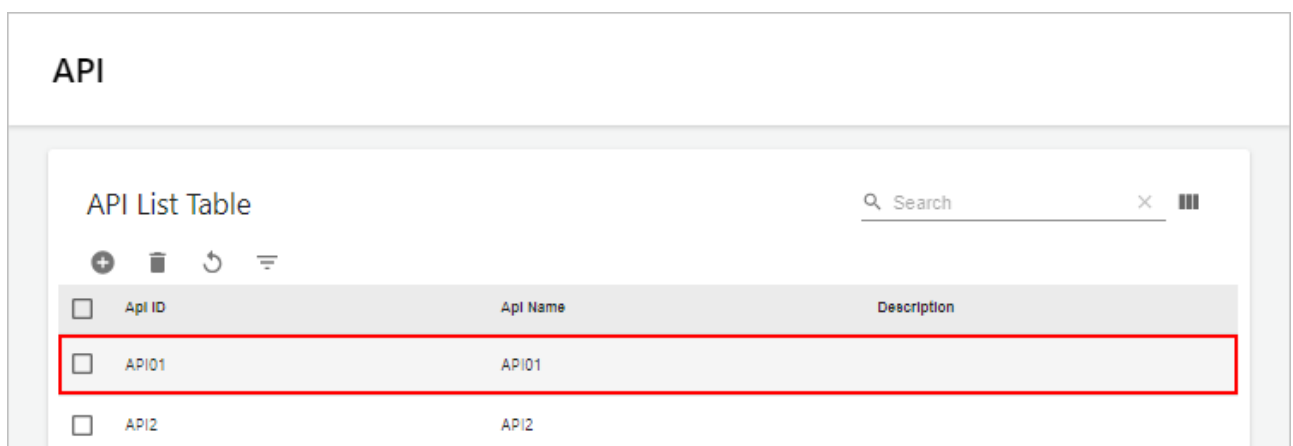 API
API List Table
Search
Api ID Api Name Description
API01 API01
API2 API2